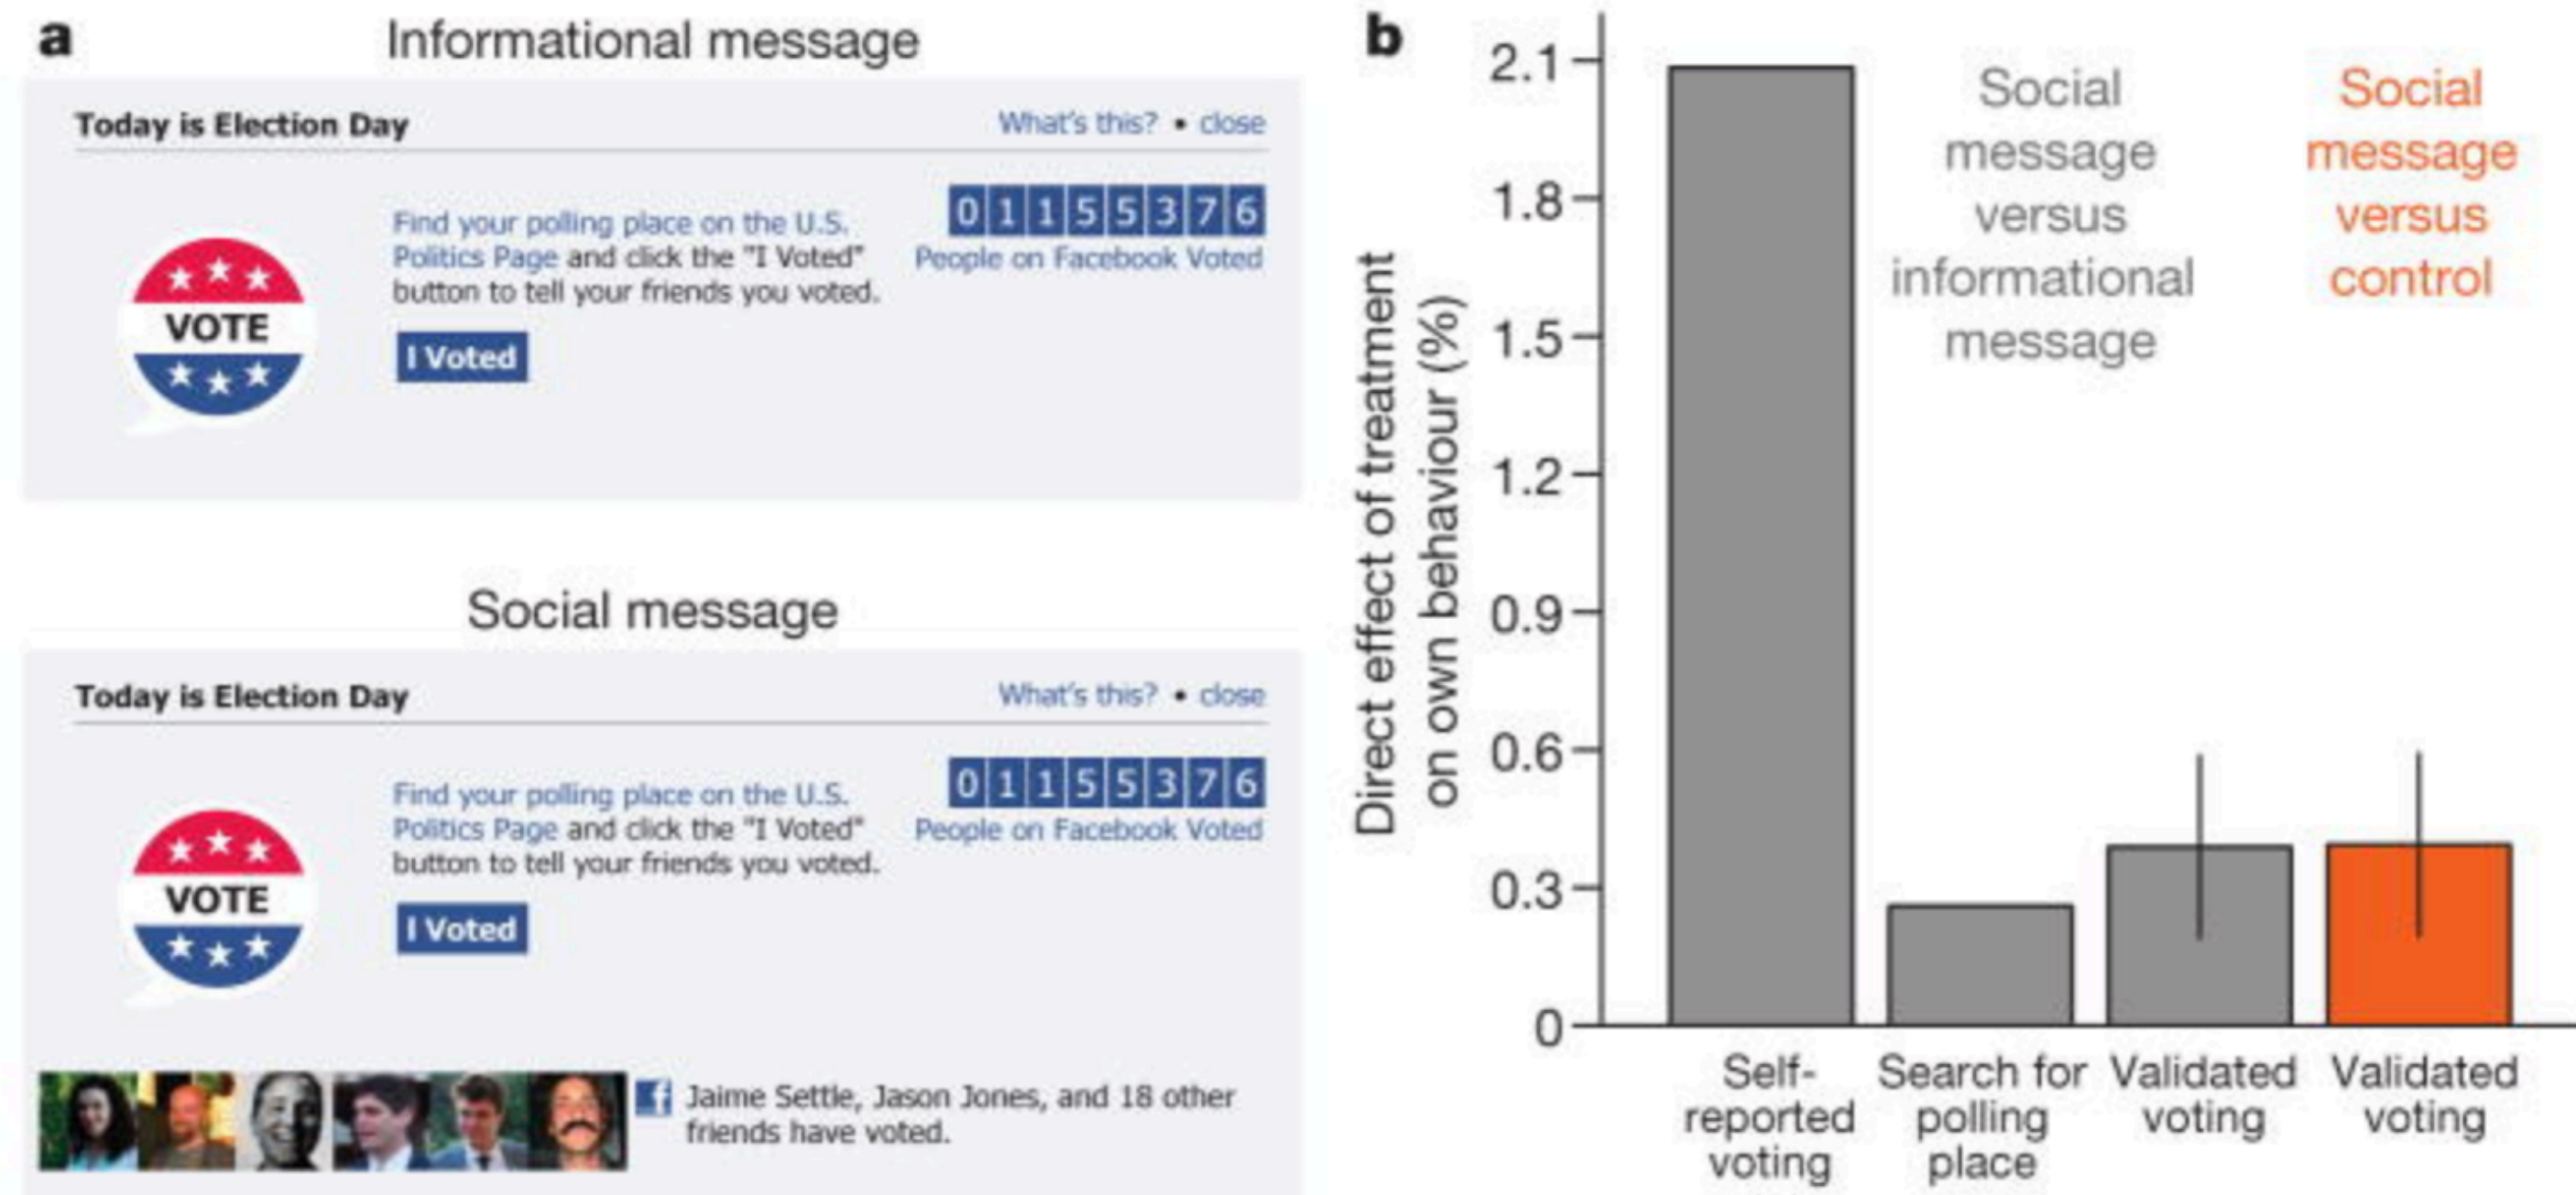 a
Informational message
Today is Election Day
What's this? • close
Find your polling place on the U.S.
Politics Page and click the "I Voted"
button to tell your friends you voted.
I Voted
VOTE
0 1 1 5 5 3 7 6
People on Facebook Voted
Social message
Today is Election Day
What's this? • close
Find your polling place on the U.S.
Politics Page and click the "I Voted"
button to tell your friends you voted.
I Voted
VOTE
0 1 1 5 5 3 7 6
People on Facebook Voted
f
Jaime Settle, Jason Jones, and 18 other
friends have voted.
b
Direct effect of treatment
on own behaviour (%)
2.1
1.8
1.5
1.2
0.9
0.6
0.3
0
Social
message
versus
informational
message
Social
message
versus
control
Self-
reported
voting
Search for
polling
place
Validated
voting
Validated
voting